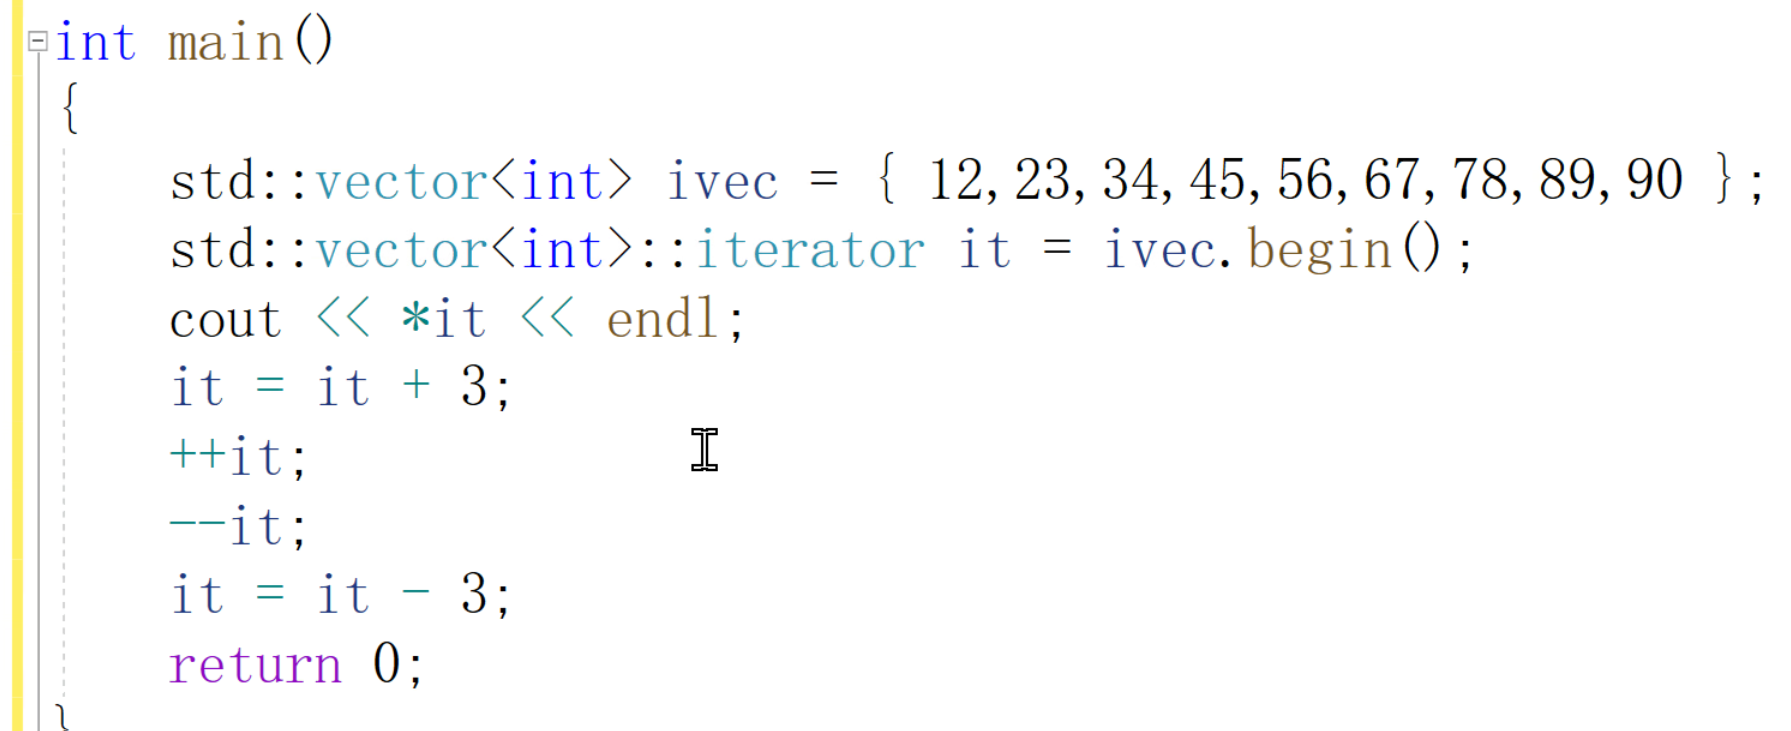 int main()
{
    std::vector<int> ivec = { 12,23,34,45,56,67,78,89,90 };
    std::vector<int>::iterator it = ivec.begin();
    cout << *it << endl;
    it = it + 3;
    ++it;
    --it;
    it = it - 3;
    return 0;
}